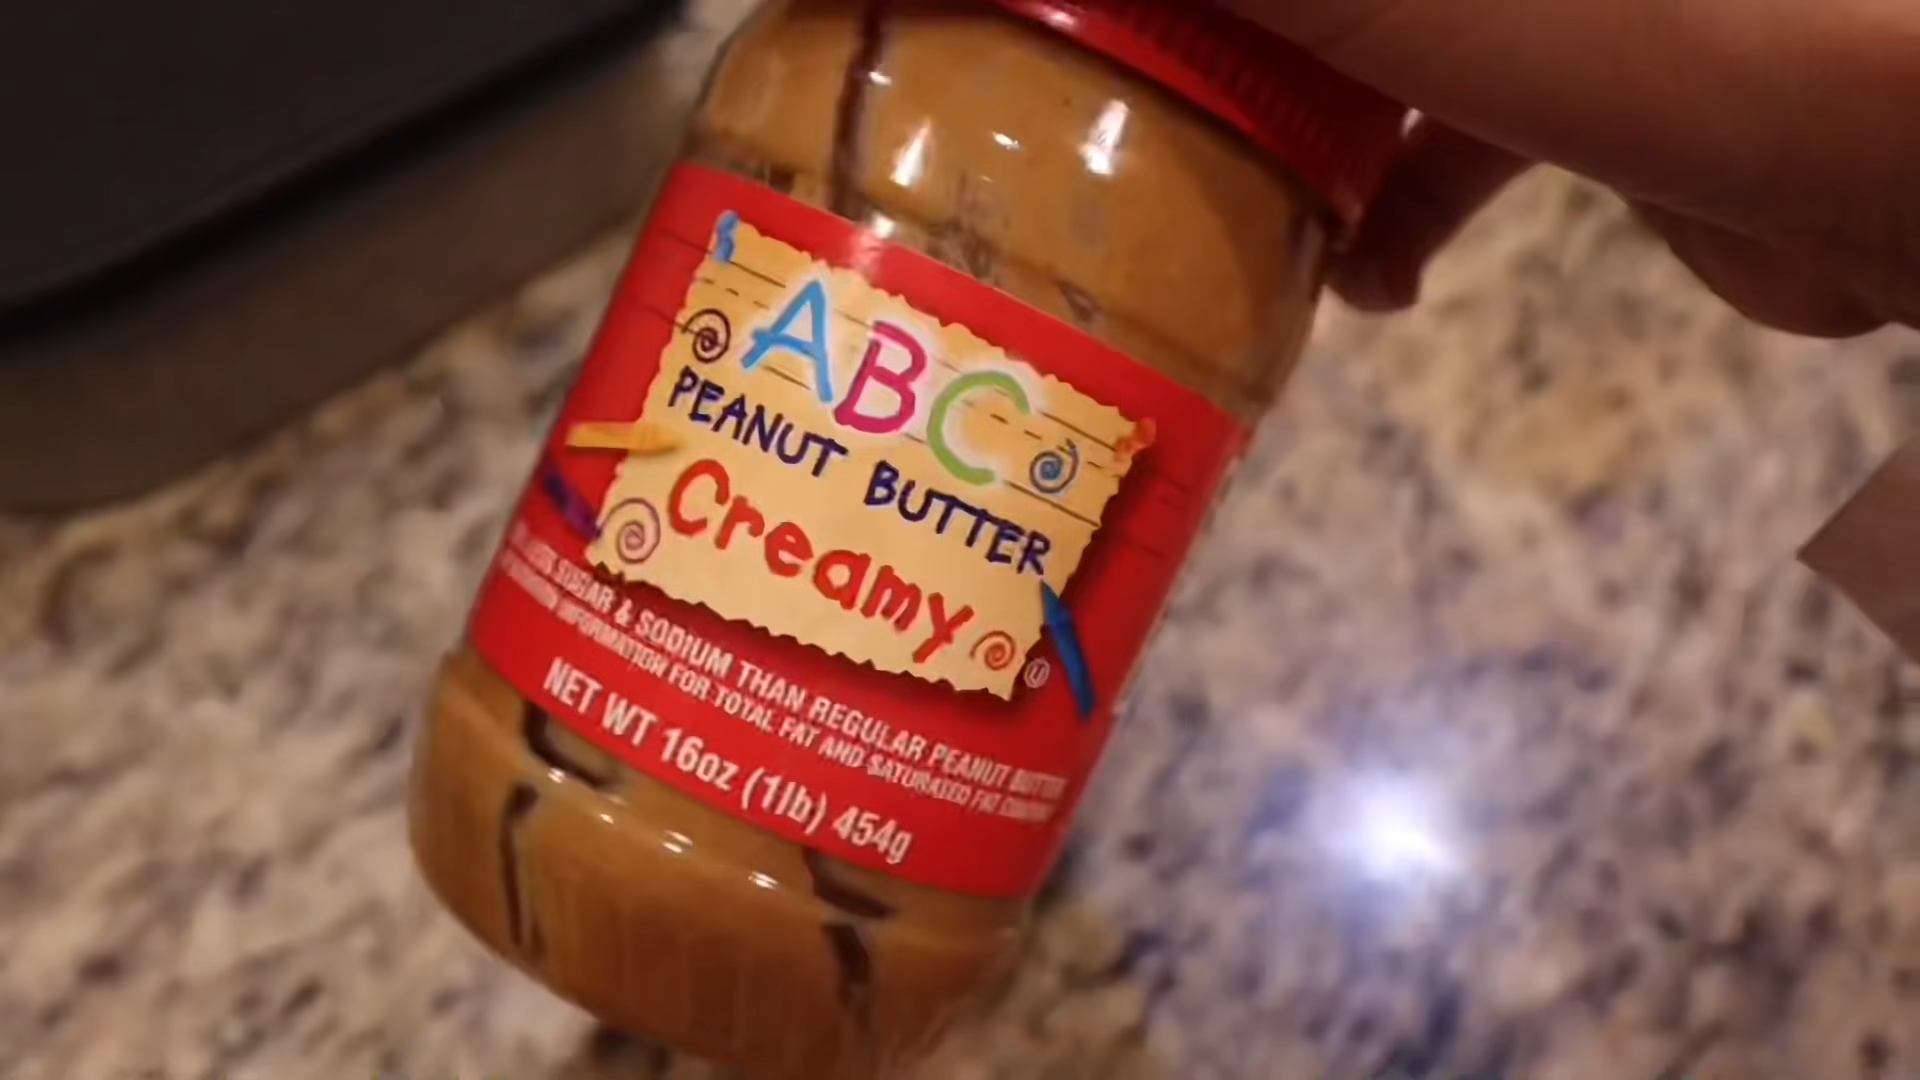 ABC
PEANUT BUTTER
Creamy
SUGAR & SODIUM THAN REGULAR PEANUT BUTTER
INFORMATION FOR TOTAL FAT AND SATURATED FAT
NET WT 16oz (1lb) 454g